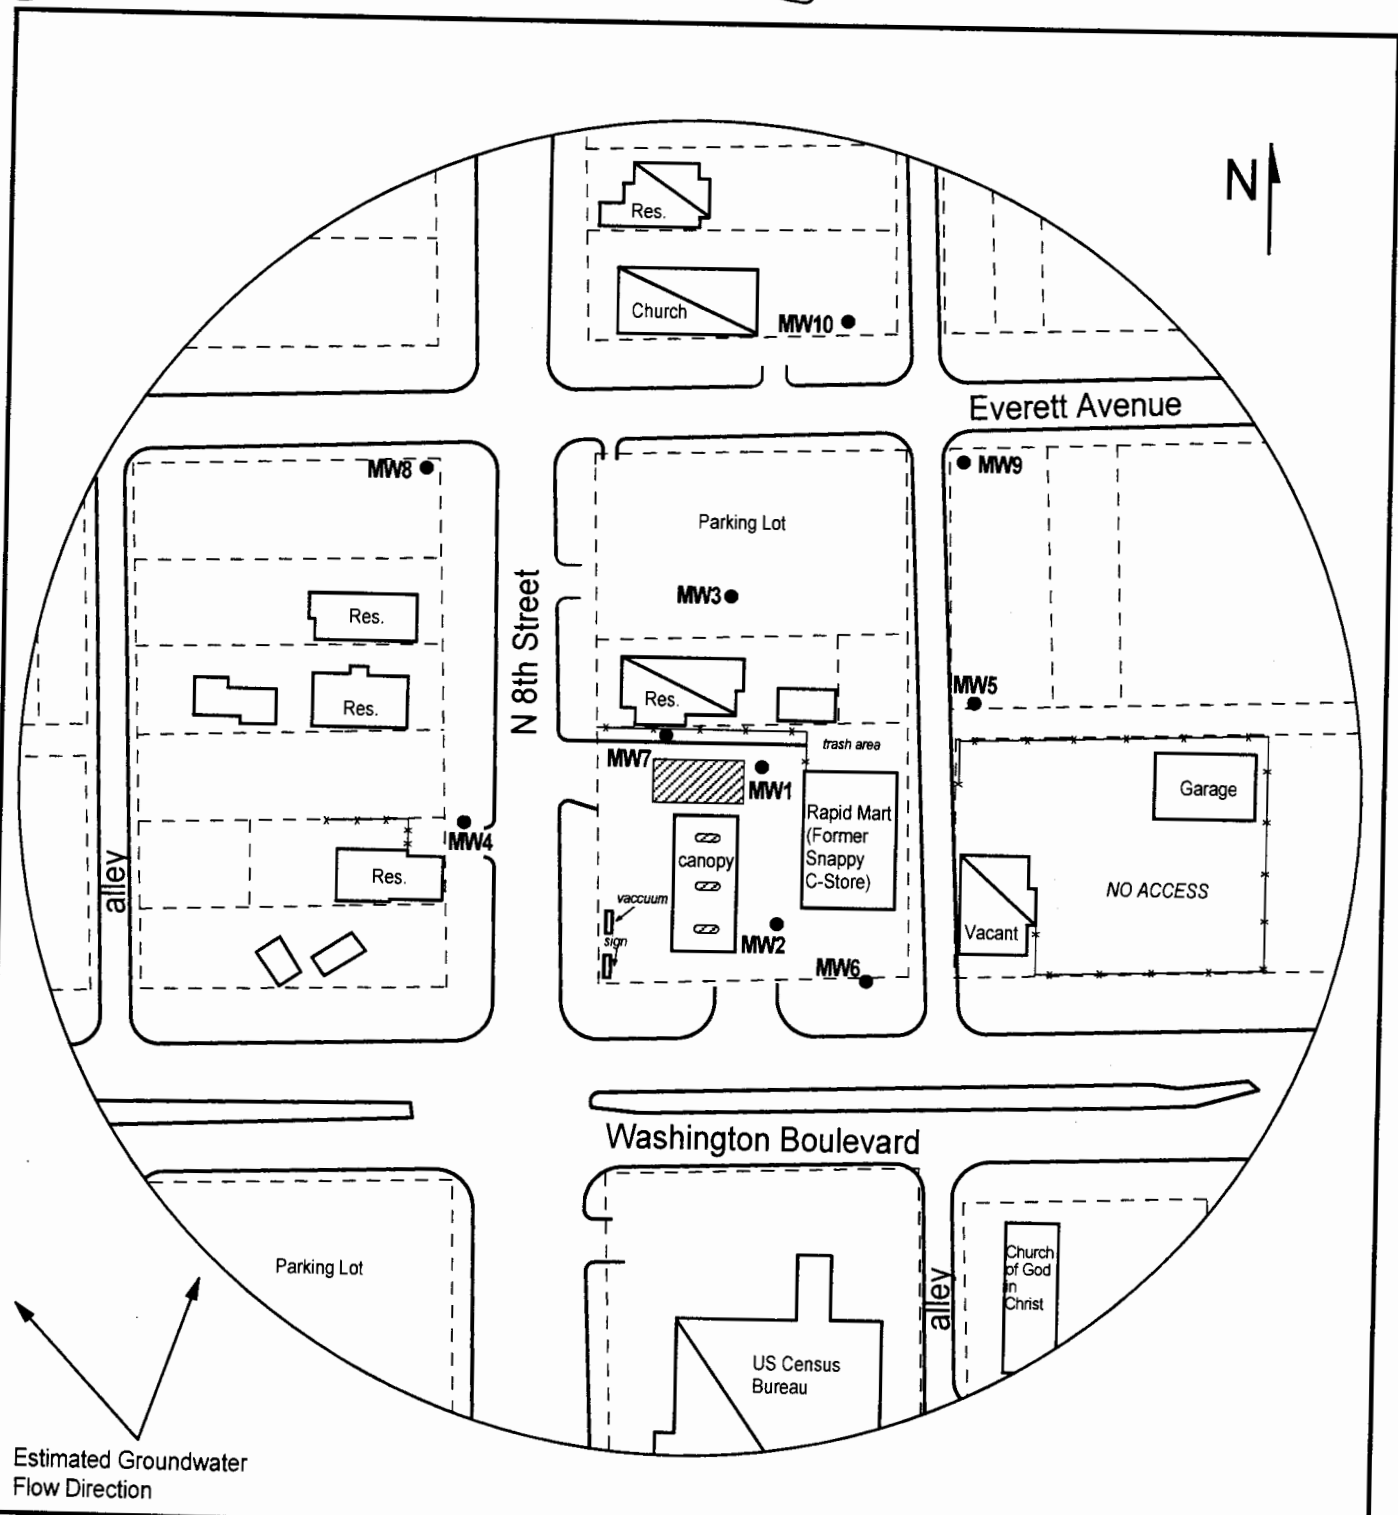 N
Res.
Church
MW10
Everett Avenue
MW8
MW9
Parking Lot
MW3
Res.
N 8th Street
Res.
Res.
MW5
trash area
MW7
MW1
Garage
Rapid Mart
(Former
Snappy
C-Store)
MW4
canopy
alley
Res.
NO ACCESS
vaccuum
sign
Vacant
MW2
MW6
Washington Boulevard
Parking Lot
Church
of God
in
Christ
alley
US Census
Bureau
Estimated Groundwater
Flow Direction